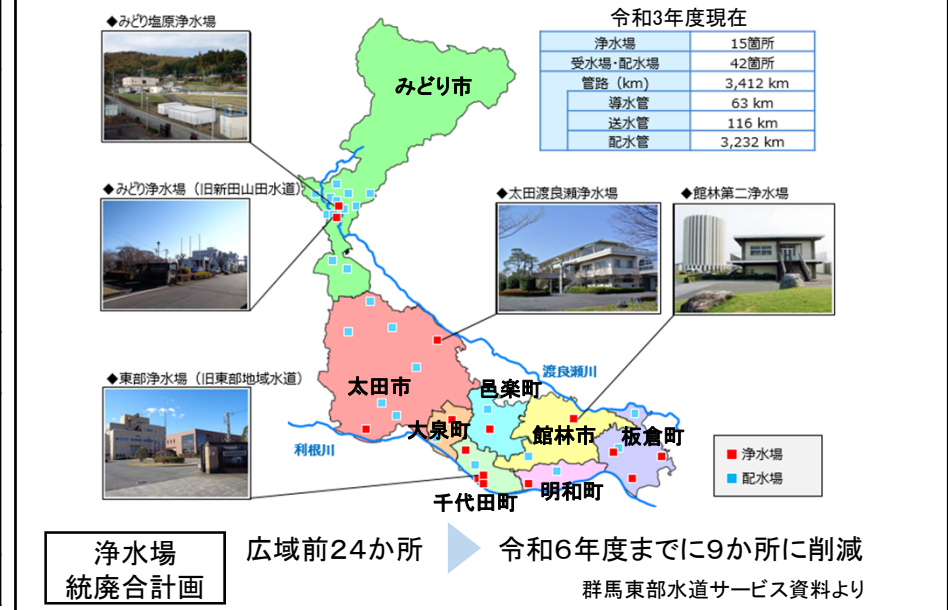 ◆みどり塩原浄水場
令和3年度現在
浄水場 15箇所
受水場・配水場 42箇所
管路（km） 3,412 km
導水管 63 km
送水管 116 km
配水管 3,232 km
みどり市
◆みどり浄水場（旧新田山田水道）
◆太田渡良瀬浄水場
◆館林第二浄水場
渡良瀬川
◆東部浄水場（旧東部地域水道）
太田市
邑楽町
大泉町
館林市
板倉町
利根川
千代田町
明和町
浄水場
配水場
浄水場
統廃合計画
広域前24か所
令和6年度までに9か所に削減
群馬東部水道サービス資料より